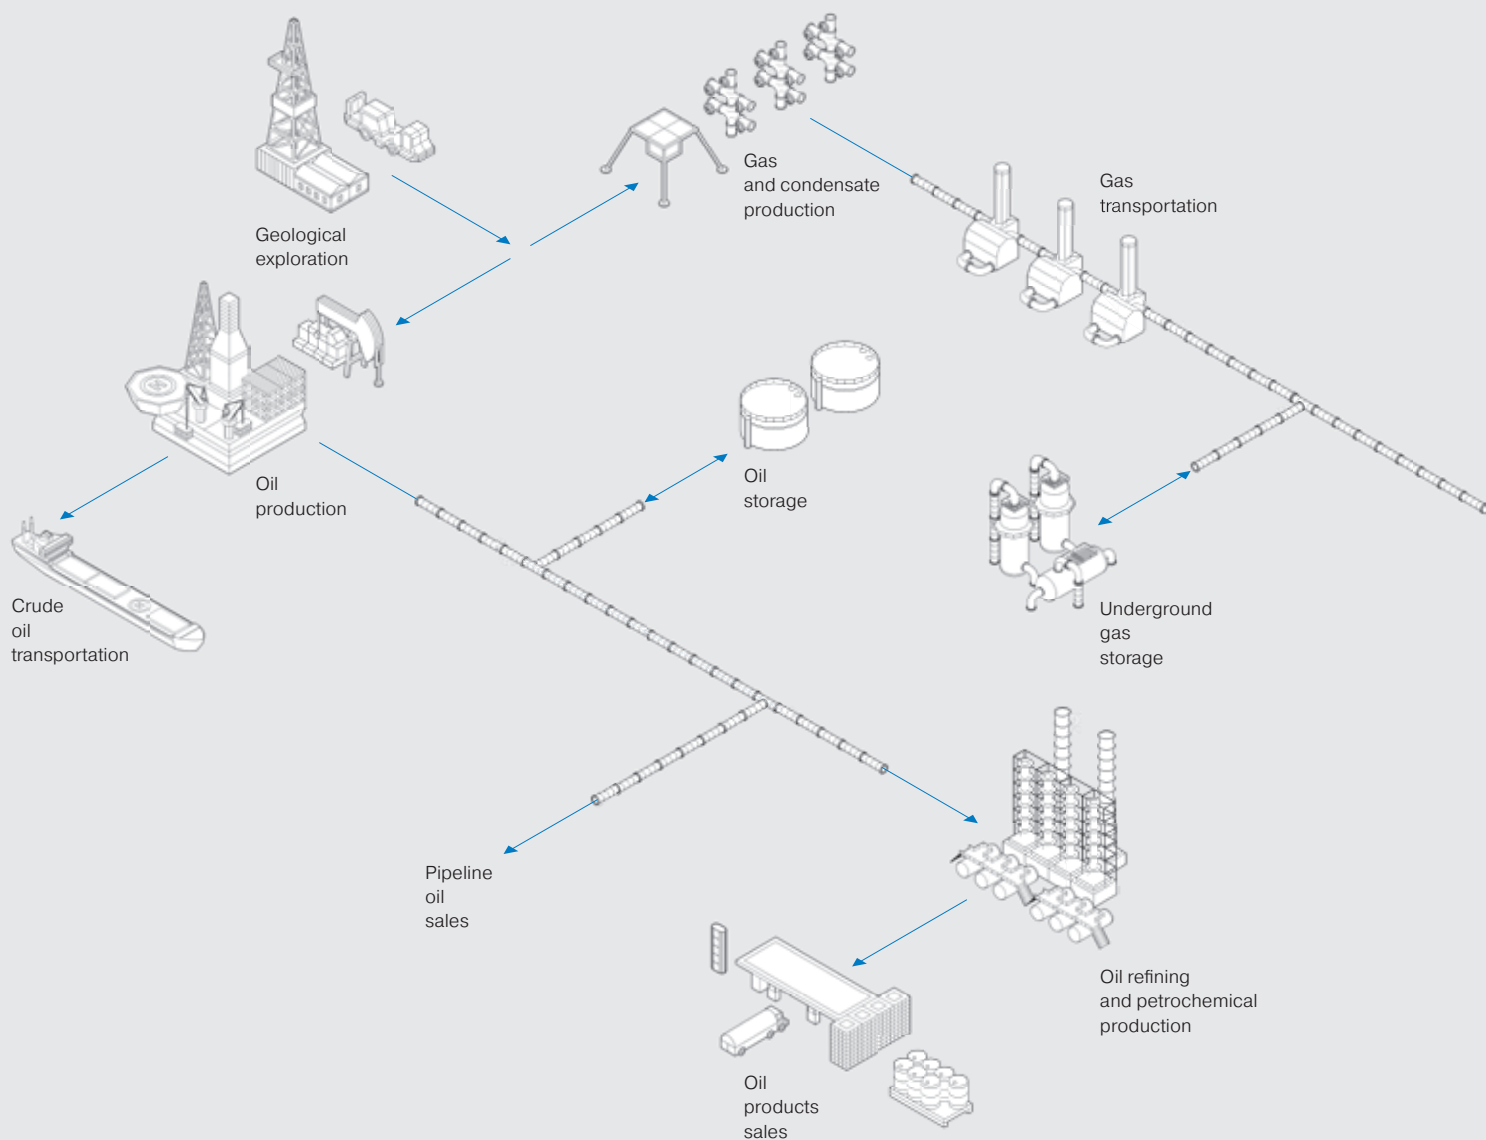 Gas
and condensate
production
Gas
transportation
Geological
exploration
Oil
storage
Oil
production
Crude
oil
transportation
Underground
gas
storage
Pipeline
oil
sales
Oil refining
and petrochemical
production
Oil
products
sales